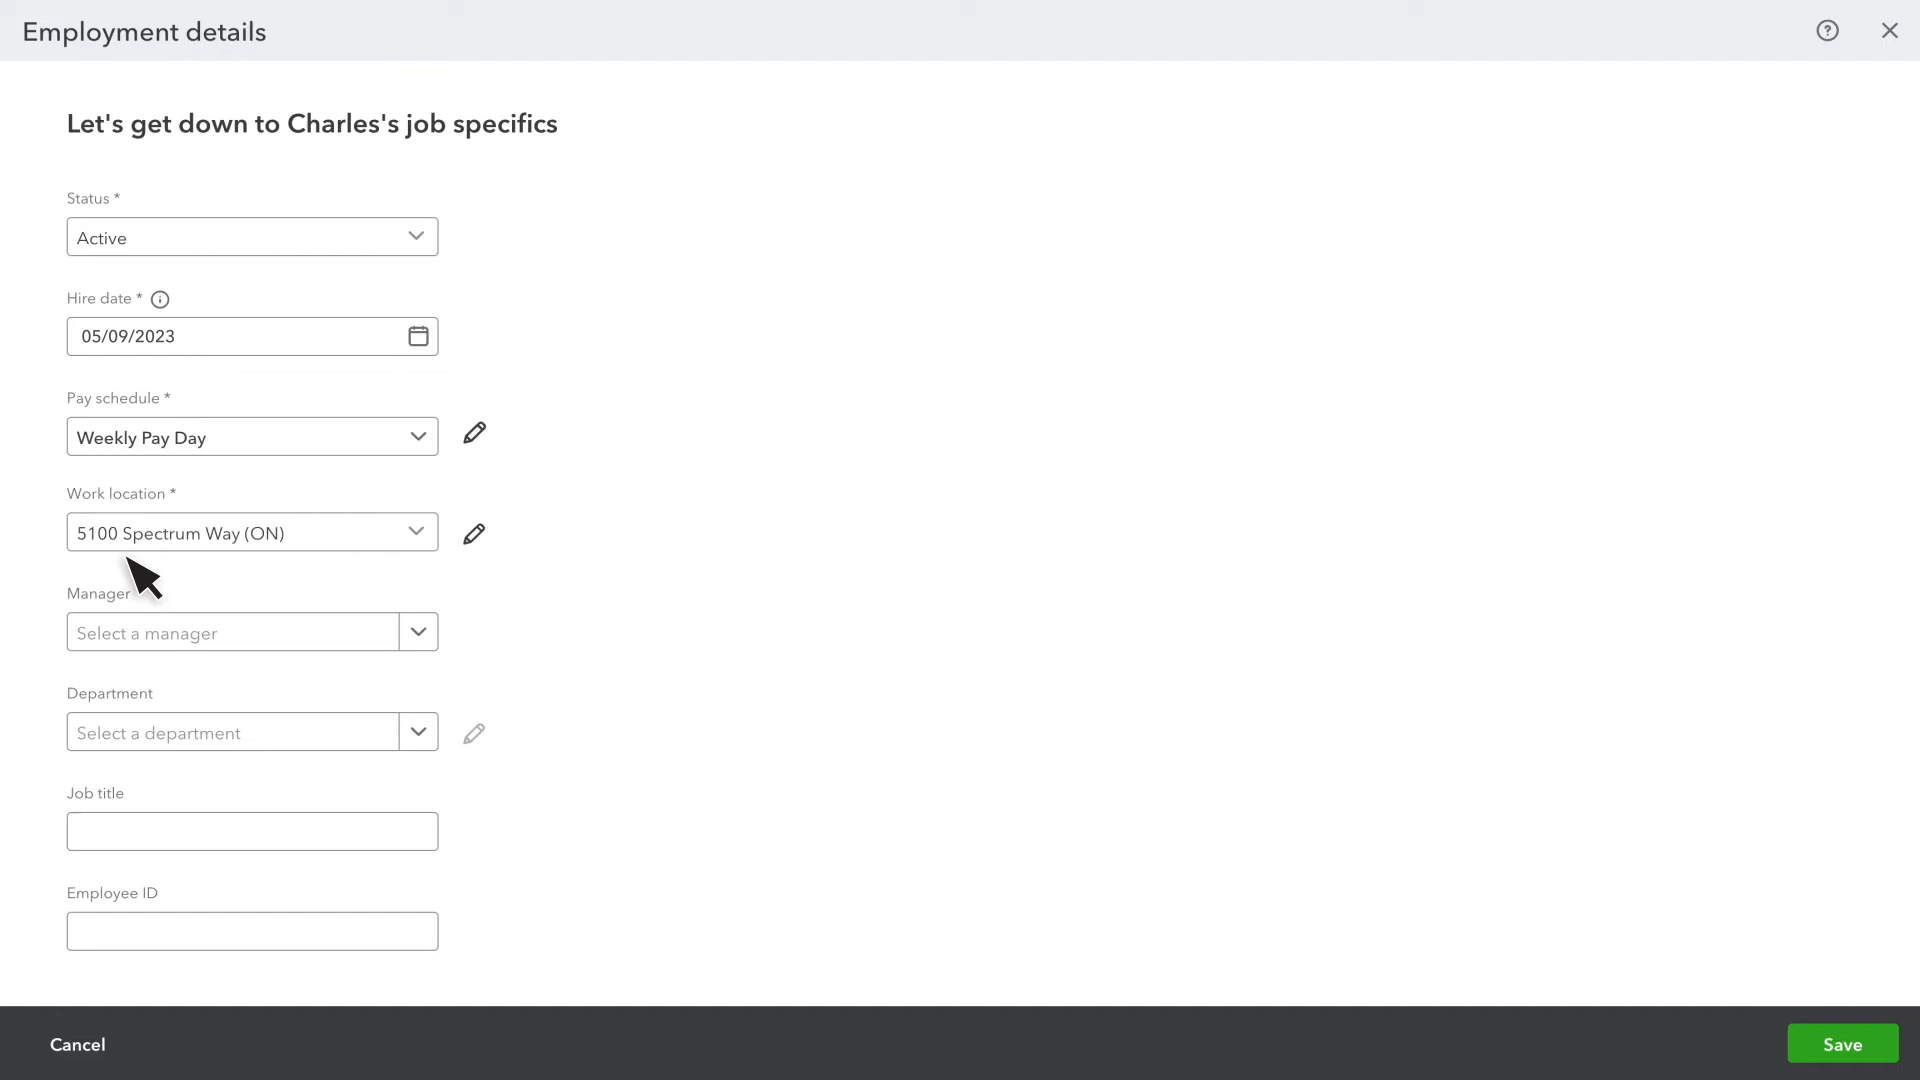 Employment details
Let's get down to Charles's job specifics
Status *
Active
Hire date *
05/09/2023
Pay schedule *
Weekly Pay Day
Work location *
5100 Spectrum Way (ON)
Manager
Select a manager
Department
Select a department
Job title
Employee ID
Cancel
Save